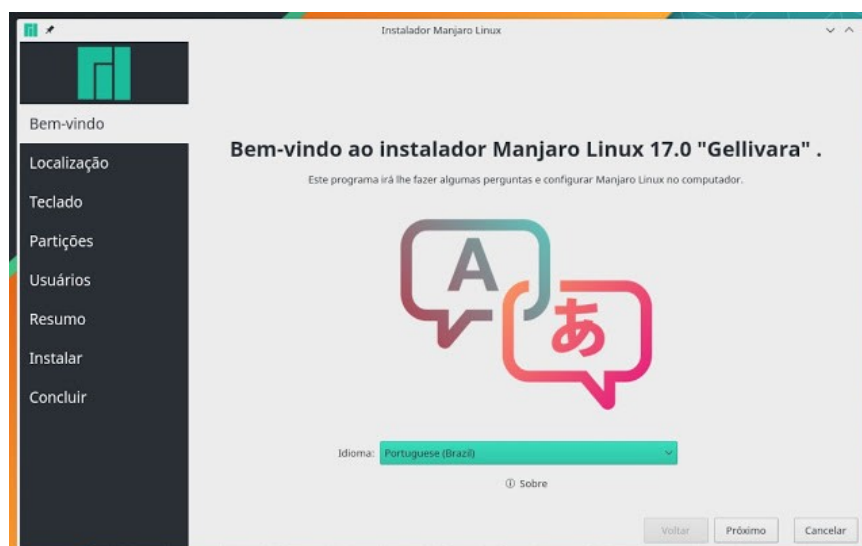 Instalador Manjaro Linux
Bem-vindo
Localização
Teclado
Partições
Usuários
Resumo
Instalar
Concluir
Bem-vindo ao instalador Manjaro Linux 17.0 "Gellivara" .
Este programa irá lhe fazer algumas perguntas e configurar Manjaro Linux no computador.
A
あ
Idioma: Portuguese (Brazil)
Sobre
Voltar Próximo Cancelar